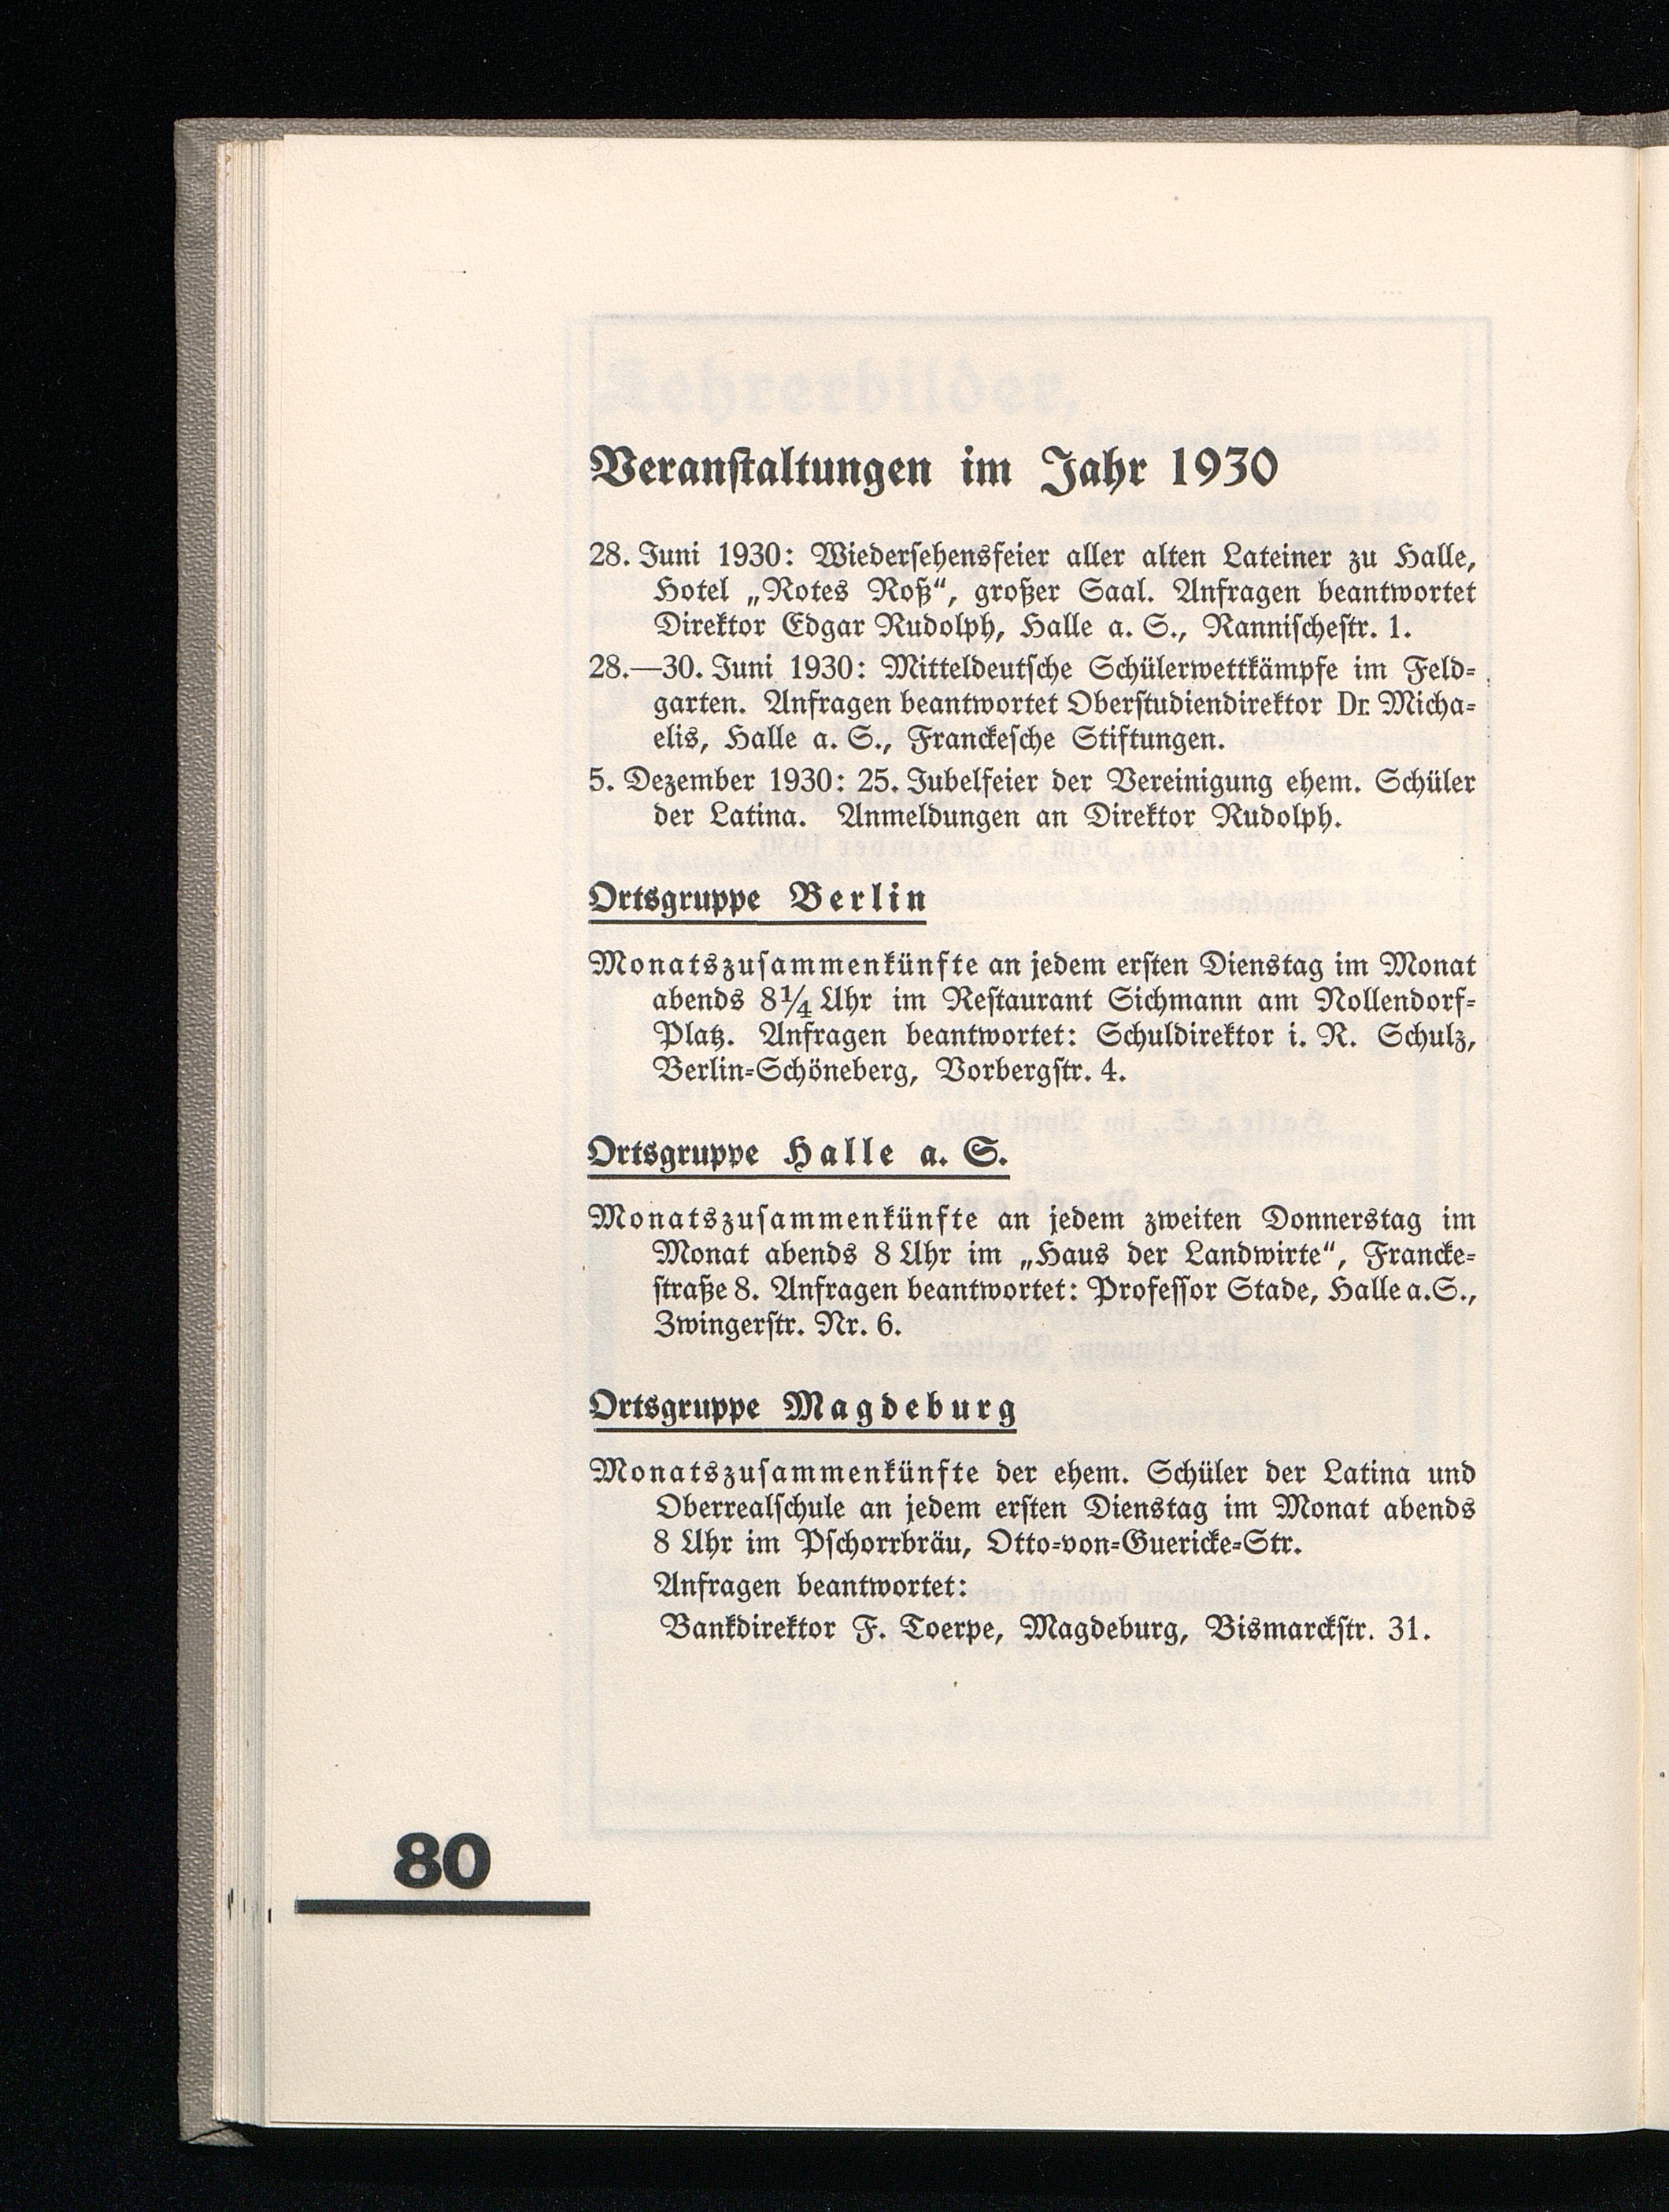 Veranstaltungen im Jahr 1930
28. Juni 1930: Wiedersehensfeier aller alten Lateiner zu Halle,
Hotel „Rotes Roß“, großer Saal. Anfragen beantwortet
Direktor Edgar Rudolph, Halle a. S., Rannischestr. 1.
28.—30. Juni 1930: Mitteldeutsche Schülerwettkämpfe im Feld-
garten. Anfragen beantwortet Oberstudiendirektor Dr. Micha-
elis, Halle a. S., Franckesche Stiftungen.
5. Dezember 1930: 25. Jubelfeier der Vereinigung ehem. Schüler
der Latina. Anmeldungen an Direktor Rudolph.
Ortsgruppe Berlin
Monatszusammenkünfte an jedem ersten Dienstag im Monat
abends 8¼ Uhr im Restaurant Sichmann am Nollendorf-
Platz. Anfragen beantwortet: Schuldirektor i. R. Schulz,
Berlin-Schöneberg, Vorbergstr. 4.
Ortsgruppe Halle a. S.
Monatszusammenkünfte an jedem zweiten Donnerstag im
Monat abends 8 Uhr im „Haus der Landwirte“, Francke-
straße 8. Anfragen beantwortet: Professor Stade, Halle a.S.,
Zwingerstr. Nr. 6.
Ortsgruppe Magdeburg
Monatszusammenkünfte der ehem. Schüler der Latina und
Oberrealschule an jedem ersten Dienstag im Monat abends
8 Uhr im Pschorrbräu, Otto-von-Guericke-Str.
Anfragen beantwortet:
Bankdirektor F. Toerpe, Magdeburg, Bismarckstr. 31.
80